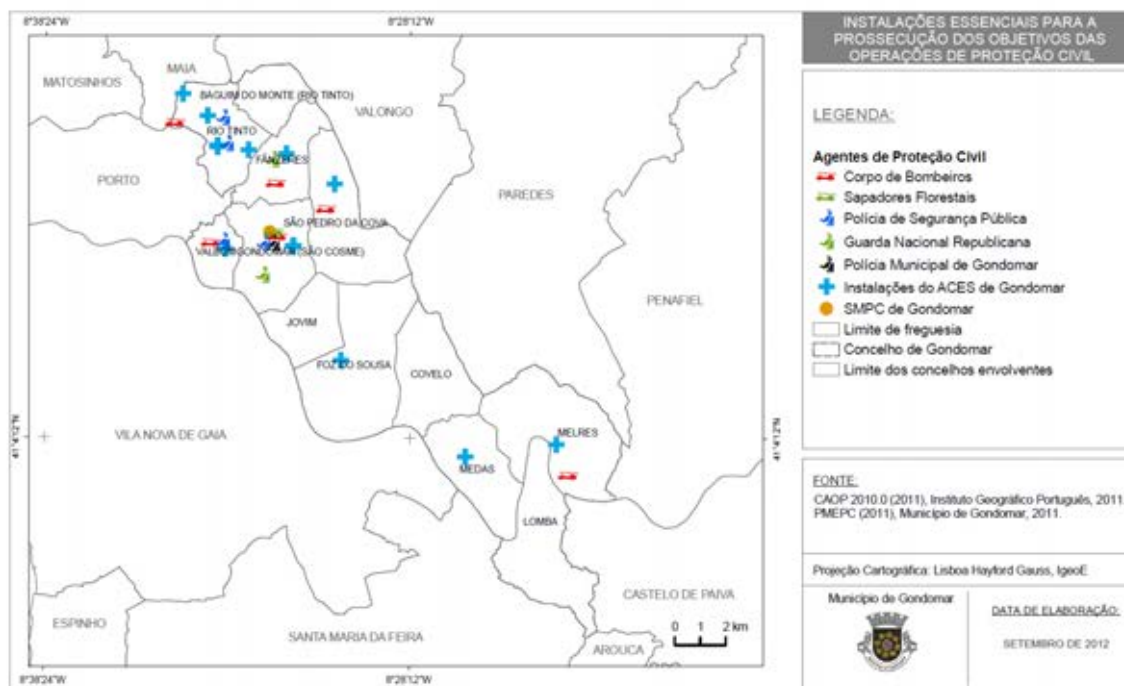 8°38'24"W
8°28'12"W
MATOSINHOS
MAIA
BAGUIM DO MONTE (RIO TINTO)
VALONGO
RIO TINTO
FÂNZERES
PORTO
PAREDES
SÃO PEDRO DA COVA
GONDOMAR (SÃO COSME)
PENAFIEL
JOVIM
FOZ DO SOUSA
COVELO
41°4'12"N
41°4'12"N
VILA NOVA DE GAIA
MELRES
MEDAS
LOMBA
CASTELO DE PAIVA
ESPINHO
SANTA MARIA DA FEIRA
0 1 2 km
AROUCA
8°38'24"W
8°28'12"W
INSTALAÇÕES ESSENCIAIS PARA A
PROSSECUÇÃO DOS OBJETIVOS DAS
OPERAÇÕES DE PROTEÇÃO CIVIL
LEGENDA:
Agentes de Proteção Civil
Corpo de Bombeiros
Sapadores Florestais
Polícia de Segurança Pública
Guarda Nacional Republicana
Polícia Municipal de Gondomar
Instalações do ACES de Gondomar
SMPC de Gondomar
Limite de freguesia
Concelho de Gondomar
Limite dos concelhos envolventes
FONTE:
CAOP 2010.0 (2011), Instituto Geográfico Português, 2011.
PMEPC (2011), Município de Gondomar, 2011.
Projeção Cartográfica: Lisboa Hayford Gauss, IgeoE
Município de Gondomar
DATA DE ELABORAÇÃO:
SETEMBRO DE 2012